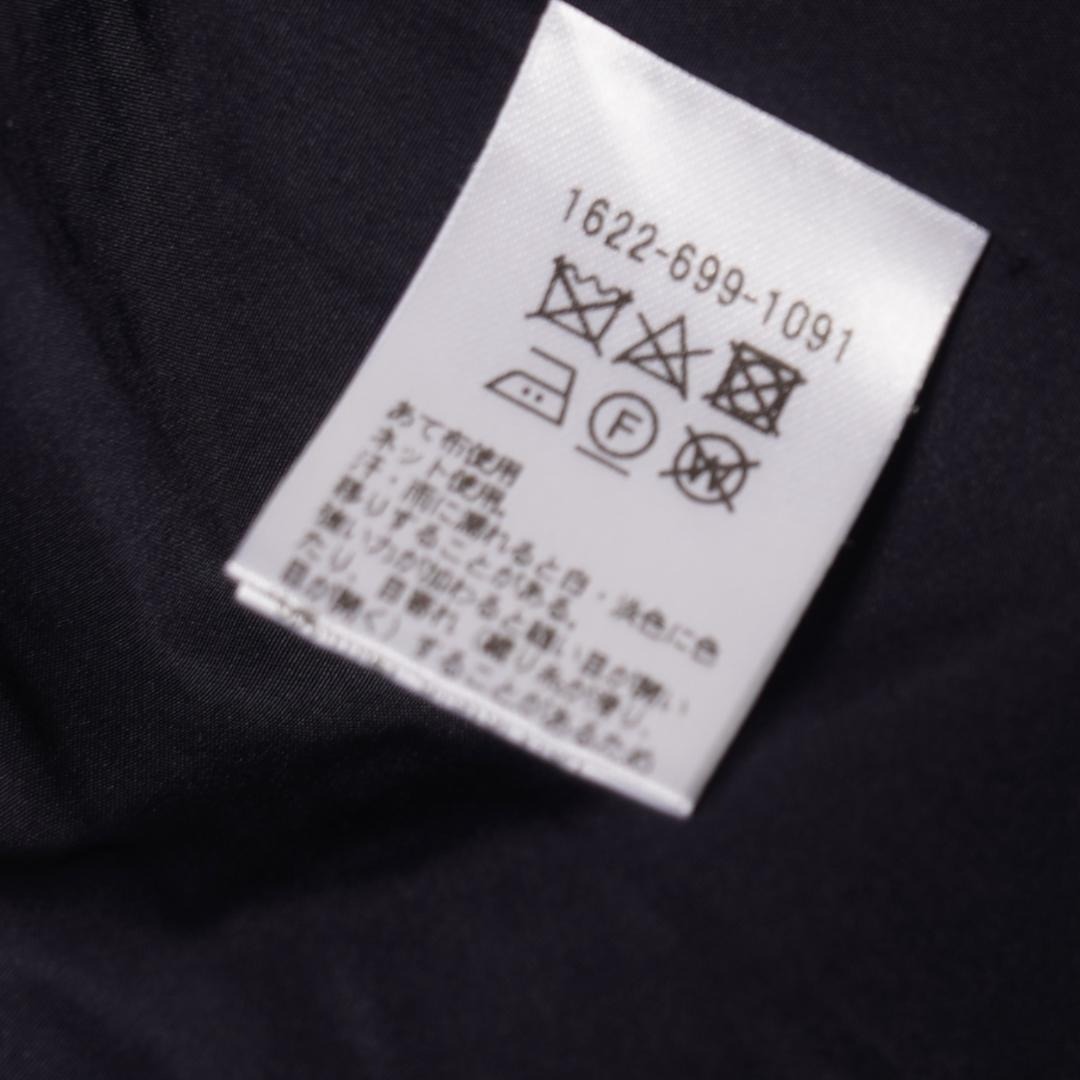 1622-699-1091
F
W
あて布使用
ネット使用。
汗・雨に濡れると白・淡色に色
移りすることがある。
強い力が加わると縫い目が開い
たり、目寄れ（織り糸が寄り、
目が開く）することがあるため